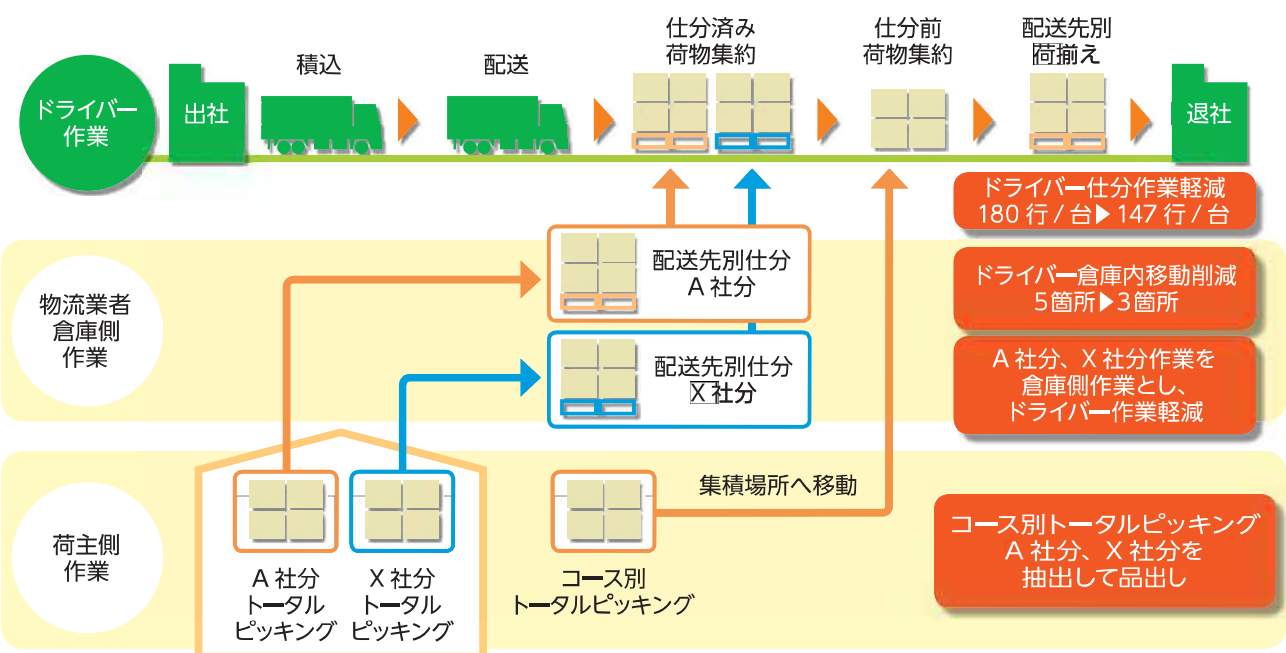 ドライバー
作業
出社
積込
配送
仕分済み
荷物集約
仕分前
荷物集約
配送先別
荷揃え
退社
ドライバー仕分作業軽減
180 行 / 台▶147 行 / 台
物流業者
倉庫側
作業
配送先別仕分
A 社分
配送先別仕分
X 社分
ドライバー倉庫内移動削減
5箇所▶3箇所
A 社分、X 社分作業を
倉庫側作業とし、
ドライバー作業軽減
荷主側
作業
A 社分
トータル
ピッキング
X 社分
トータル
ピッキング
コース別
トータルピッキング
集積場所へ移動
コース別トータルピッキング
A 社分、X 社分を
抽出して品出し